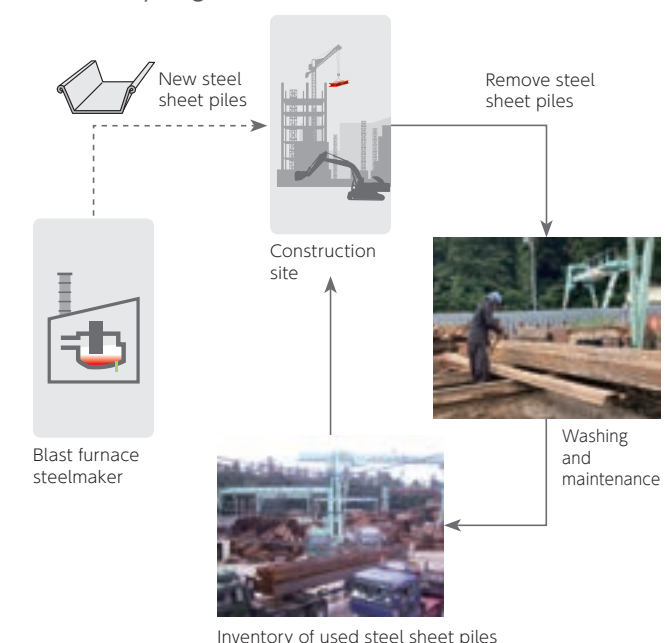 New steel
sheet piles
Remove steel
sheet piles
Construction
site
Blast furnace
steelmaker
Washing
and
maintenance
Inventory of used steel sheet piles